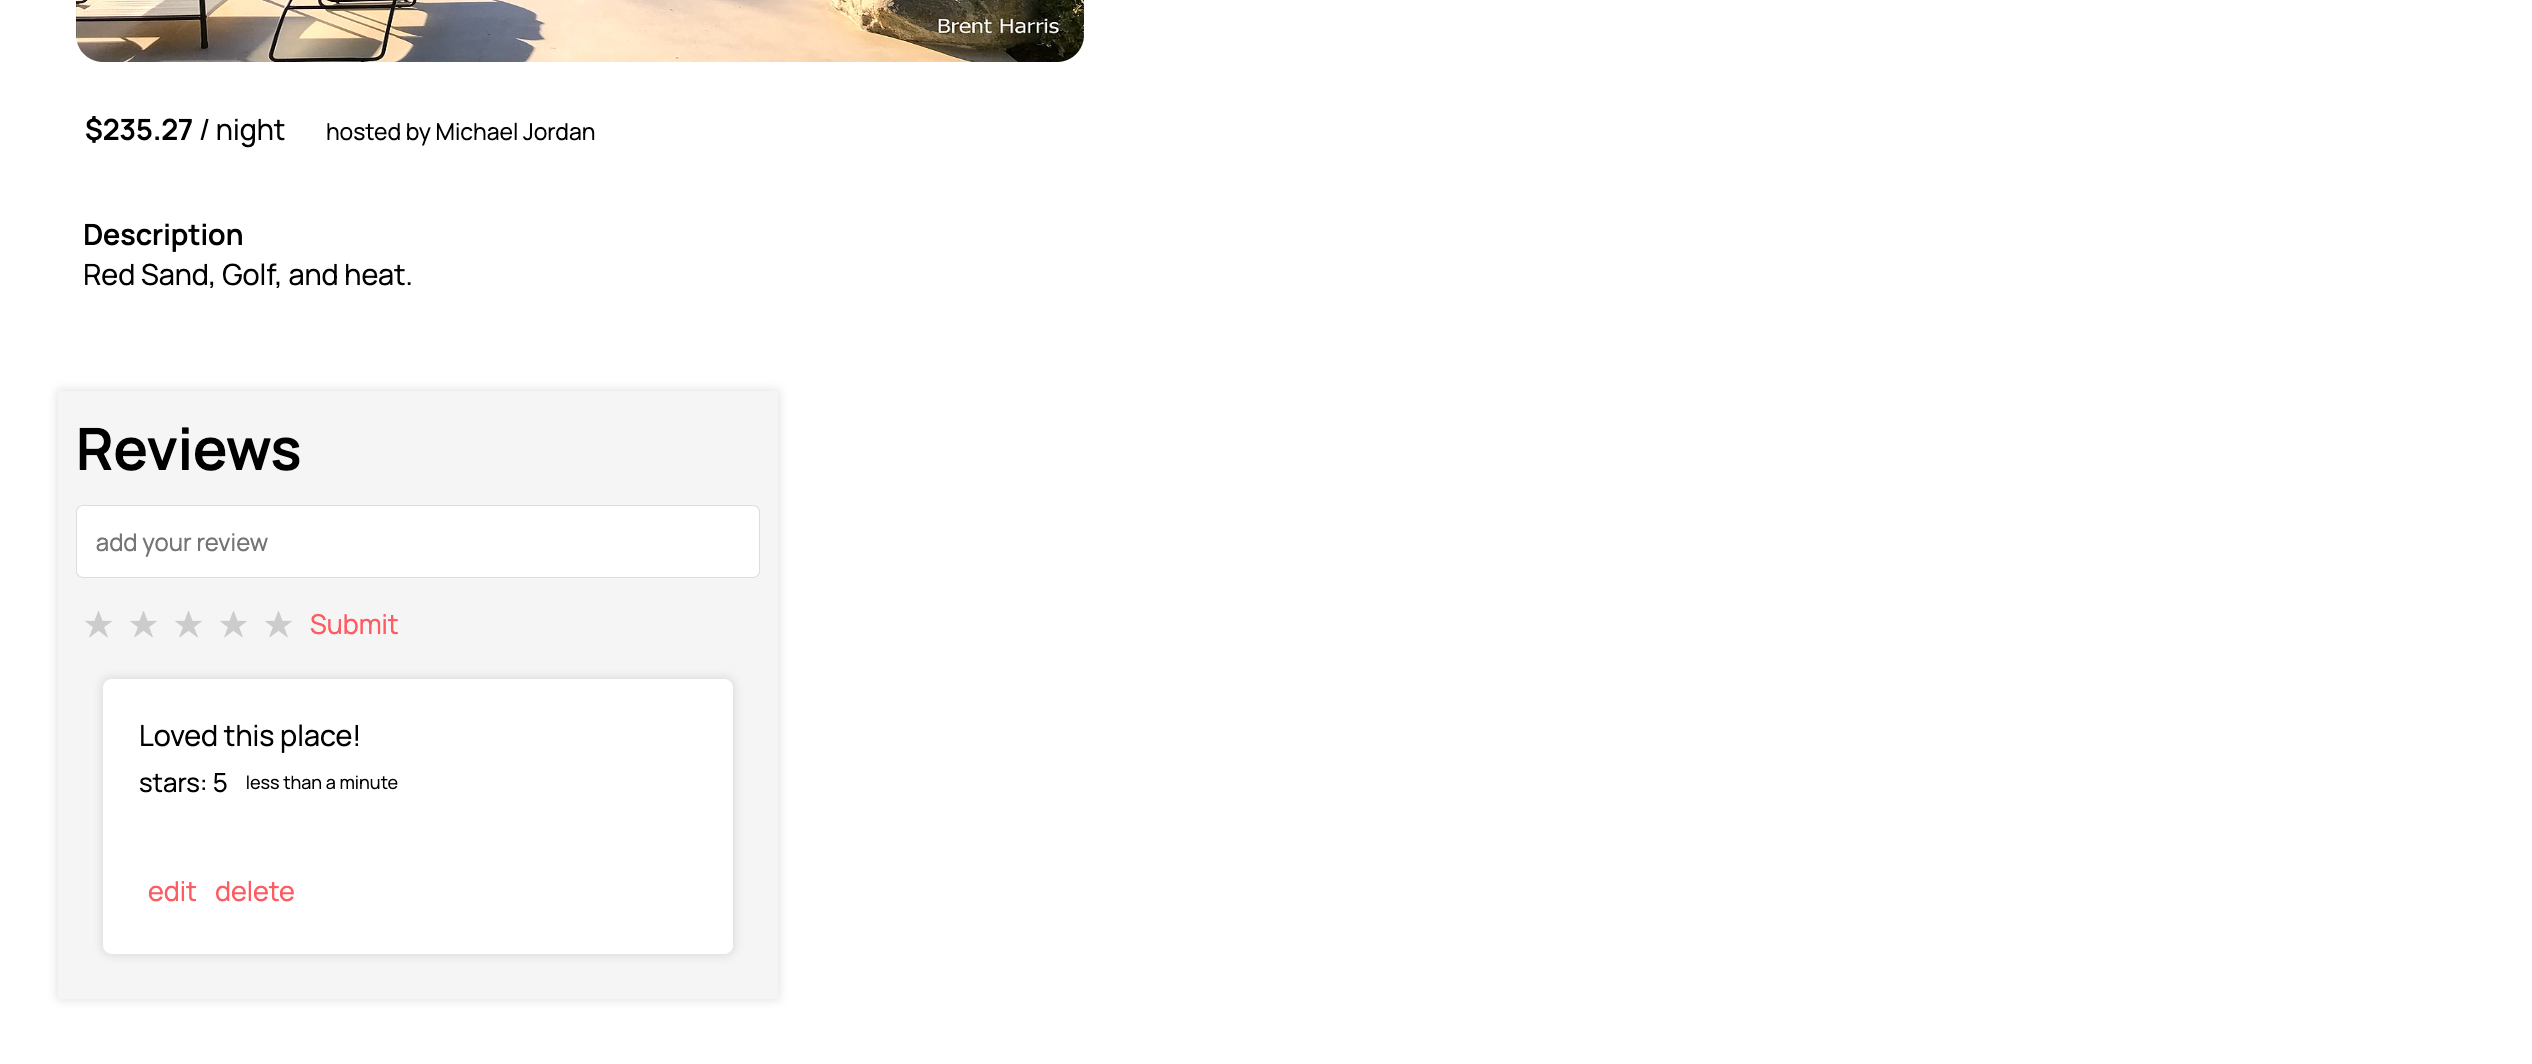 Brent Harris
$235.27 / night hosted by Michael Jordan
Description
Red Sand, Golf, and heat.
Reviews
add your review
Submit
Loved this place!
stars: 5 less than a minute
edit delete